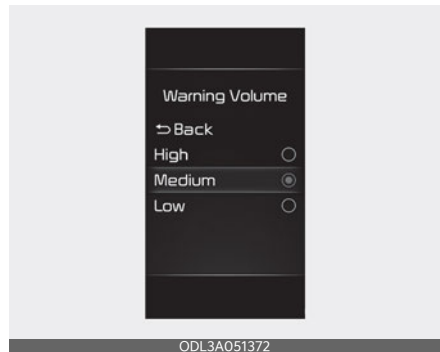 Warning Volume
⮌ Back
High
Medium
Low
ODL3A051372